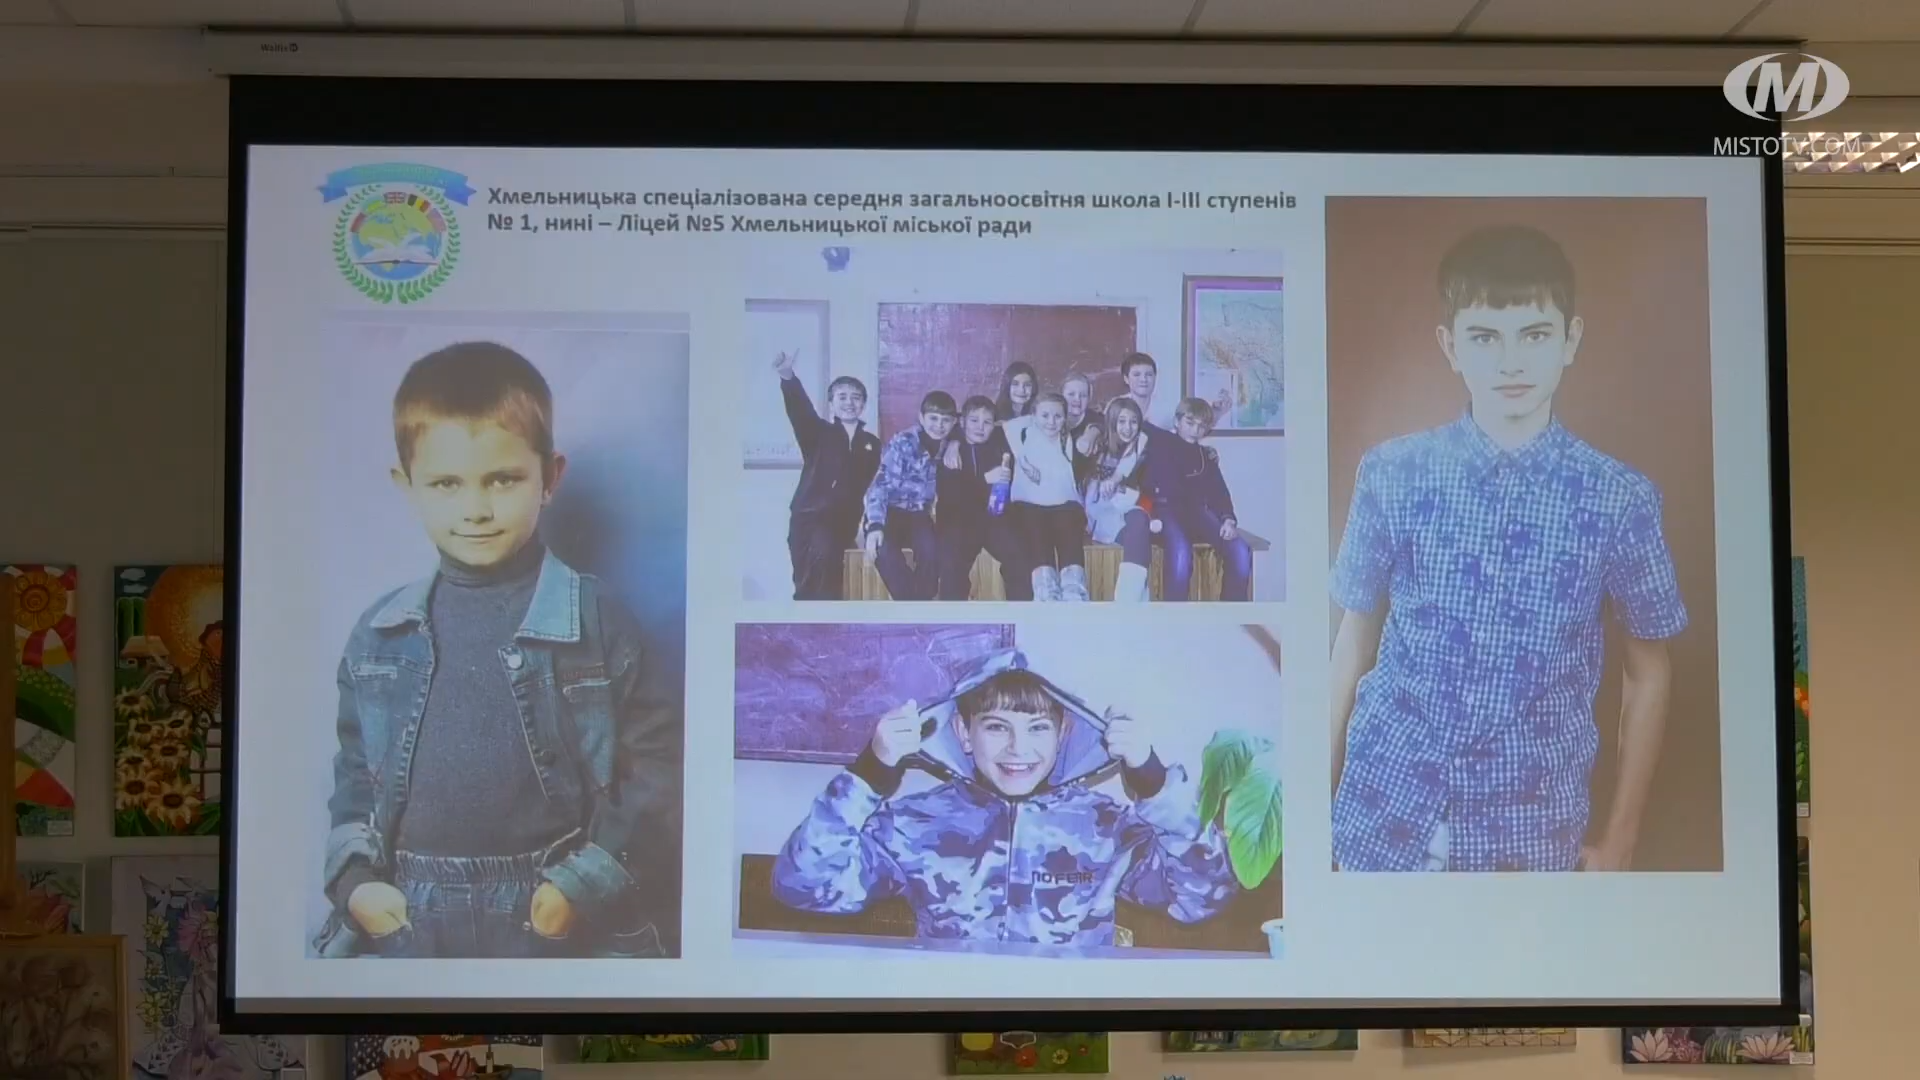 Wallis
MISTOTV.COM
Хмельницька спеціалізована середня загальноосвітня школа І-ІІІ ступенів
№ 1, нині – Ліцей №5 Хмельницької міської ради
NO FEAR